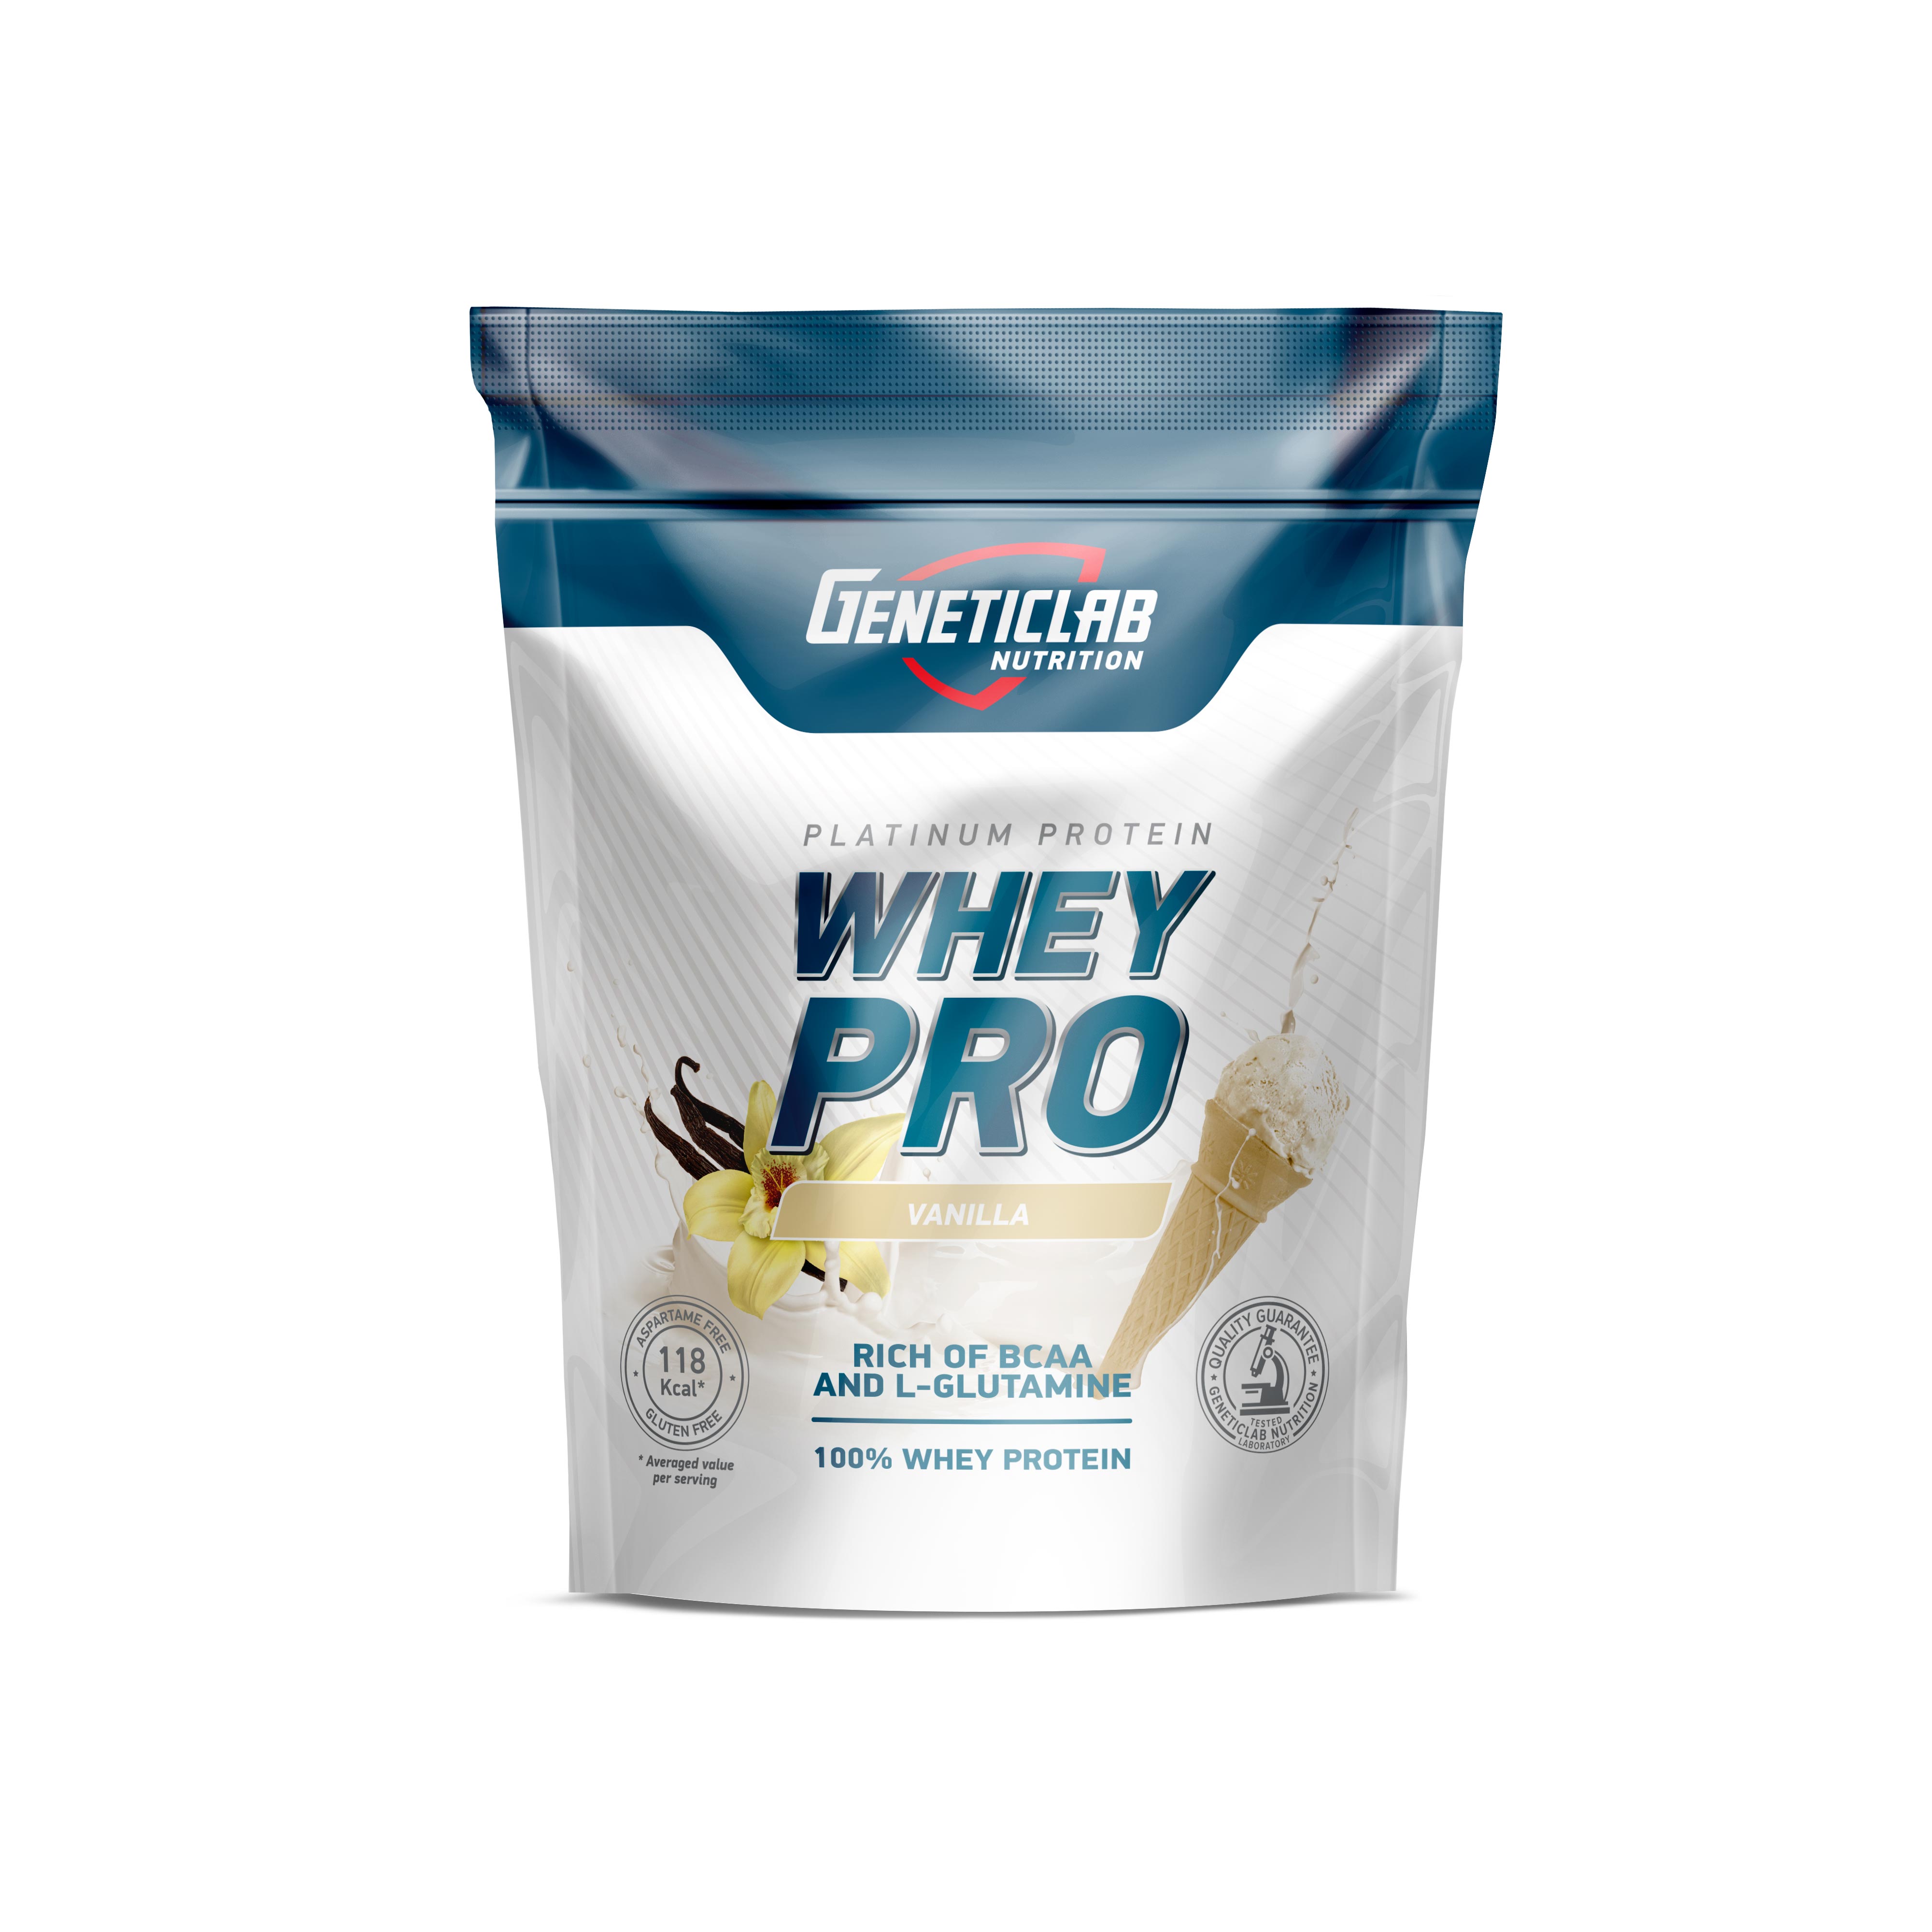 GENETICLAB
NUTRITION
PLATINUM PROTEIN
WHEY
PRO
VANILLA
ASPARTAME FREE
118
Kcal*
GLUTEN FREE
* Averaged value
per serving
RICH OF BCAA
AND L-GLUTAMINE
100% WHEY PROTEIN
QUALITY GUARANTEE
TESTED
GENETICLAB NUTRITION
LABORATORY